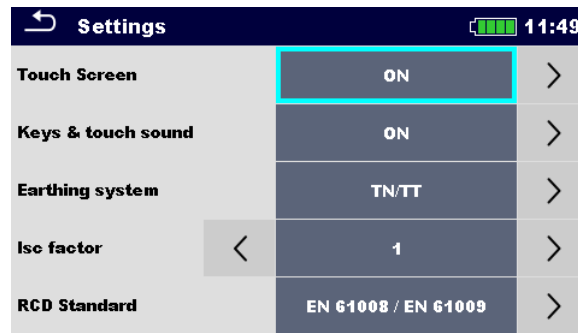 Settings 11:49
Touch Screen ON
Keys & touch sound ON
Earthing system TN/TT
Isc factor 1
RCD Standard EN 61008 / EN 61009